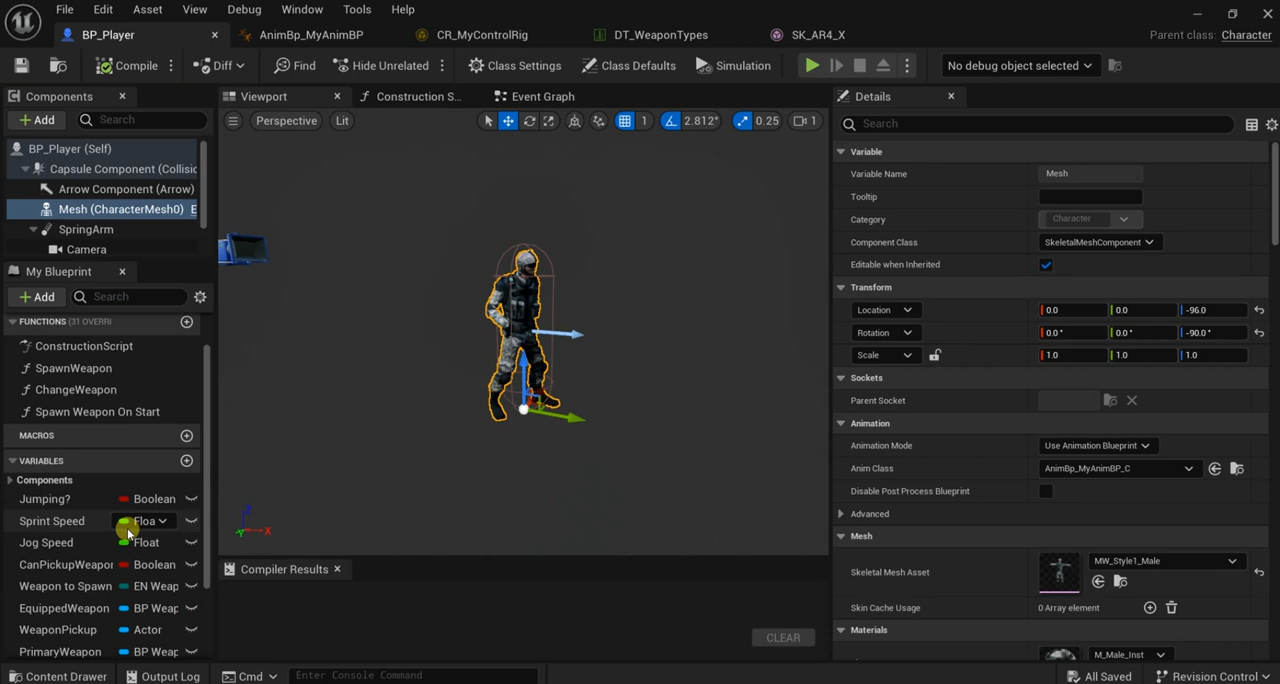 File Edit Asset View Debug Window Tools Help
BP_Player AnimBp_MyAnimBP CR_MyControlRig DT_WeaponTypes SK_AR4_X Parent class: Character
Compile Diff Find Hide Unrelated Class Settings Class Defaults Simulation No debug object selected
Components Viewport Construction S... Event Graph Details
Add Search Perspective Lit 1 2.812° 0.25 1 Search
BP_Player (Self) Variable
Capsule Component (Collisic Variable Name Mesh
Arrow Component (Arrow) Tooltip
Mesh (CharacterMesh0) E Category Character
SpringArm Component Class SkeletalMeshComponent
Camera Editable when Inherited
My Blueprint Transform
Add Search Location 0.0 0.0 -96.0
FUNCTIONS (31 OVERRI Rotation 0.0° 0.0° -90.0°
ConstructionScript Scale 1.0 1.0 1.0
SpawnWeapon Sockets
ChangeWeapon Parent Socket
Spawn Weapon On Start Animation
MACROS Animation Mode Use Animation Blueprint
VARIABLES Anim Class AnimBp_MyAnimBP_C
Components Disable Post Process Blueprint
Jumping? Boolean Advanced
Sprint Speed Floa Mesh
Jog Speed Float
CanPickupWeapon Boolean Compiler Results Skeletal Mesh Asset MW_Style1_Male
Weapon to Spawn EN Weap
EquippedWeapon BP Weap Skin Cache Usage 0 Array element
WeaponPickup Actor CLEAR Materials
PrimaryWeapon BP Weap M_Male_Inst
Z X Y
Content Drawer Output Log Cmd Enter Console Command All Saved Revision Control